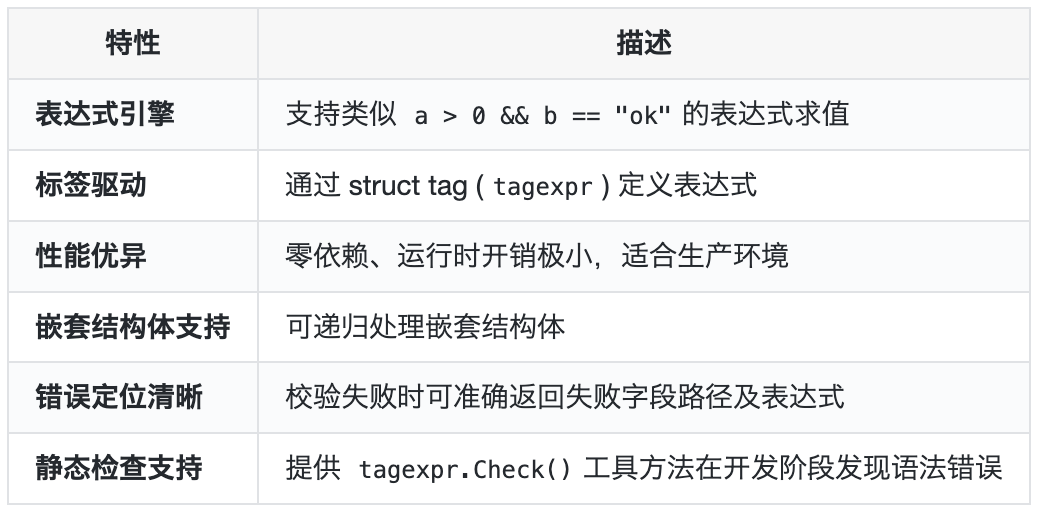 特性 描述
表达式引擎 支持类似 a > 0 && b == "ok" 的表达式求值
标签驱动 通过 struct tag ( tagexpr ) 定义表达式
性能优异 零依赖、运行时开销极小，适合生产环境
嵌套结构体支持 可递归处理嵌套结构体
错误定位清晰 校验失败时可准确返回失败字段路径及表达式
静态检查支持 提供 tagexpr.Check() 工具方法在开发阶段发现语法错误